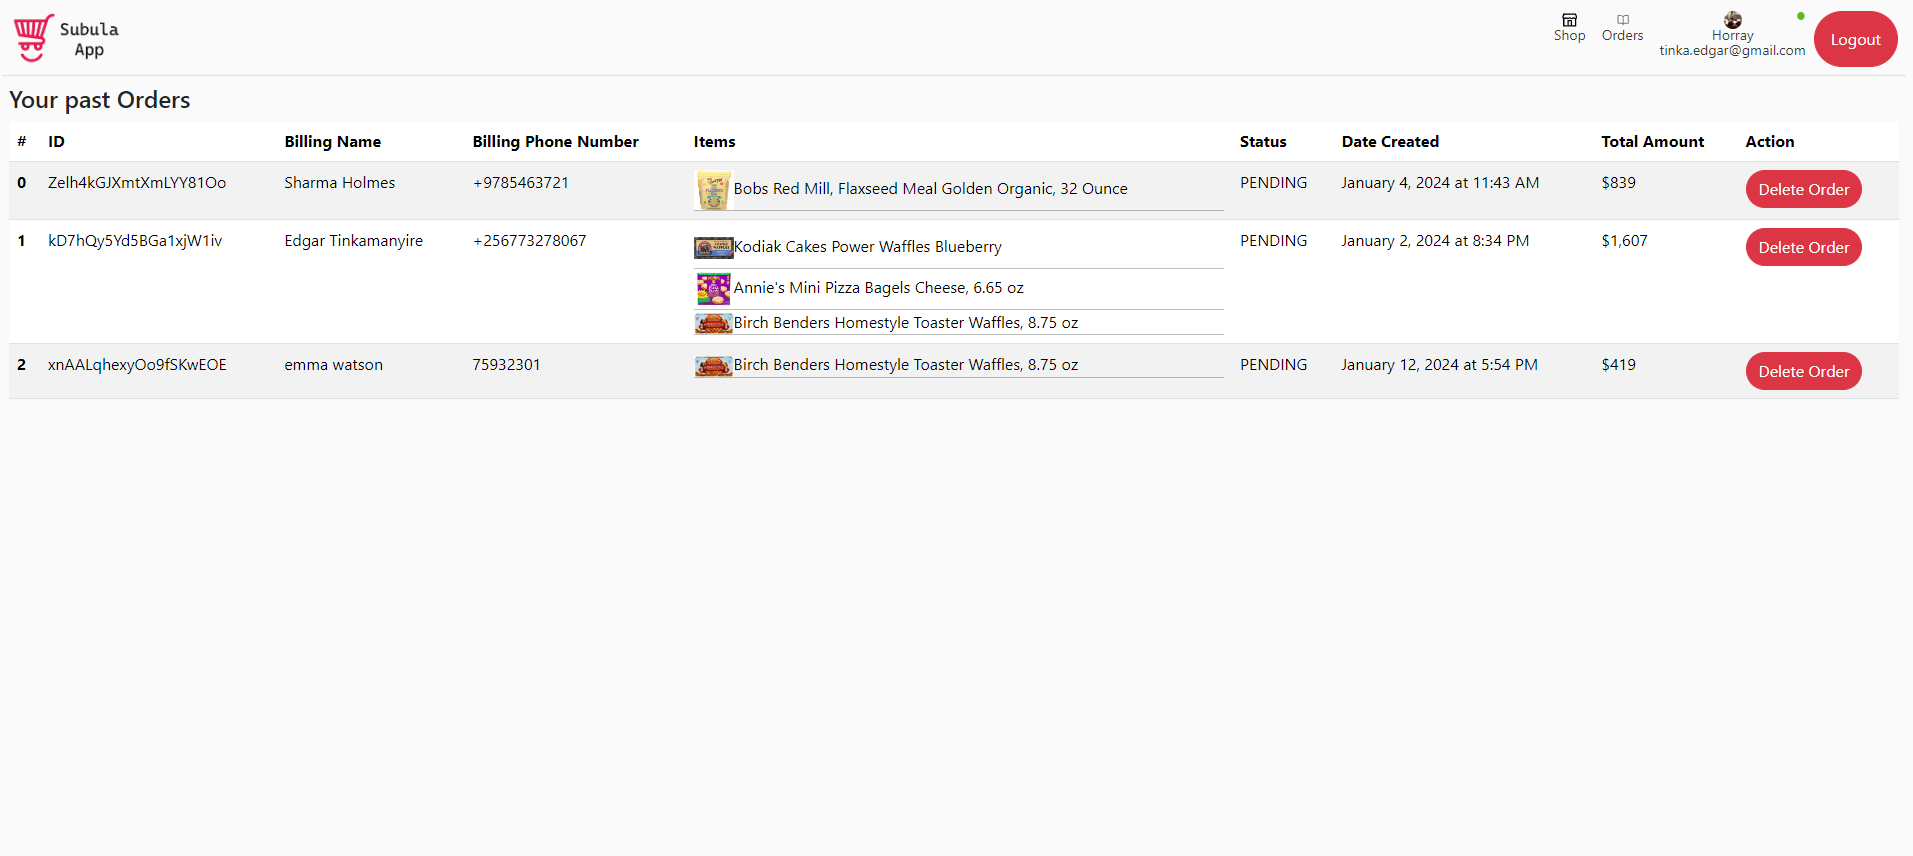 Subula
App
Shop
Orders
Horray
tinka.edgar@gmail.com
Logout
Your past Orders
# ID Billing Name Billing Phone Number Items Status Date Created Total Amount Action
0 Zelh4kGJXmtXmLYY81Oo Sharma Holmes +9785463721 Bobs Red Mill, Flaxseed Meal Golden Organic, 32 Ounce PENDING January 4, 2024 at 11:43 AM $839 Delete Order
1 kD7hQy5Yd5BGa1xjW1iv Edgar Tinkamanyire +256773278067 Kodiak Cakes Power Waffles Blueberry PENDING January 2, 2024 at 8:34 PM $1,607 Delete Order
Annie's Mini Pizza Bagels Cheese, 6.65 oz
Birch Benders Homestyle Toaster Waffles, 8.75 oz
2 xnAALqhexyOo9fSKwEOE emma watson 75932301 Birch Benders Homestyle Toaster Waffles, 8.75 oz PENDING January 12, 2024 at 5:54 PM $419 Delete Order